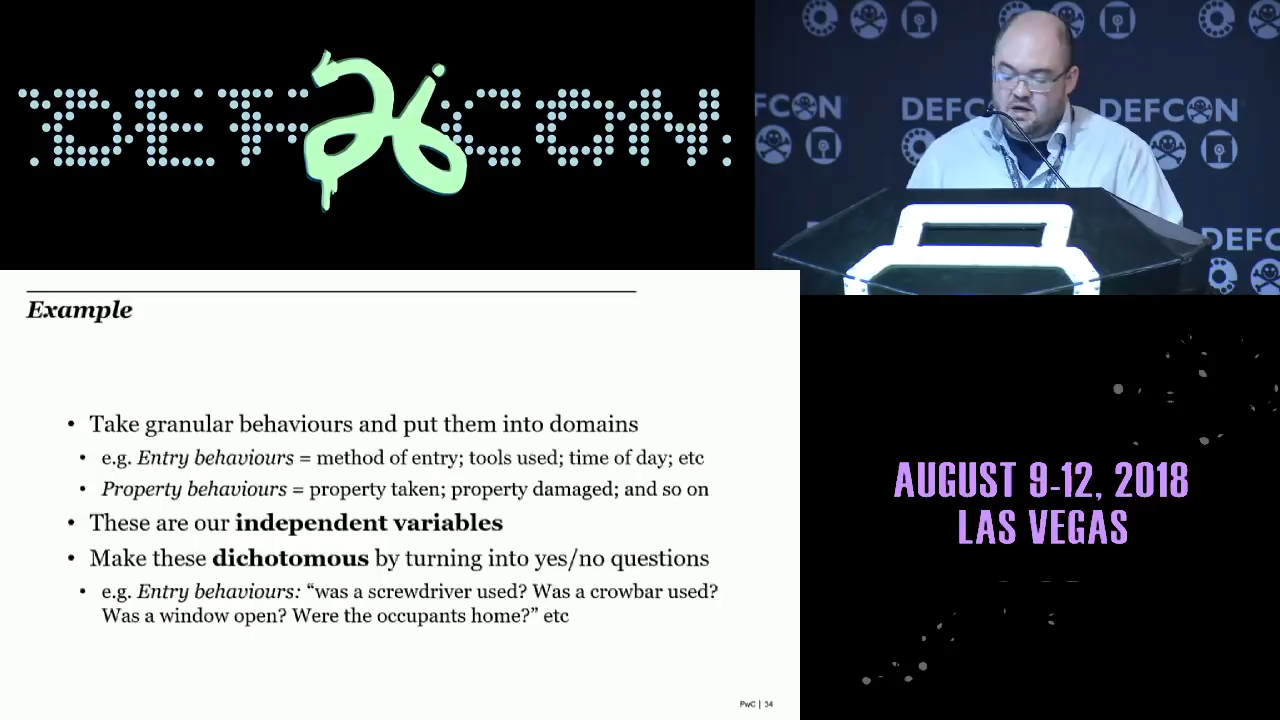 DEFCON
26
DEFCON
DEFCON
DEFCON
DEFC
Example
• Take granular behaviours and put them into domains
• e.g. Entry behaviours = method of entry; tools used; time of day; etc
• Property behaviours = property taken; property damaged; and so on
• These are our independent variables
• Make these dichotomous by turning into yes/no questions
• e.g. Entry behaviours: “was a screwdriver used? Was a crowbar used?
Was a window open? Were the occupants home?” etc
PwC | 34
AUGUST 9-12, 2018
LAS VEGAS